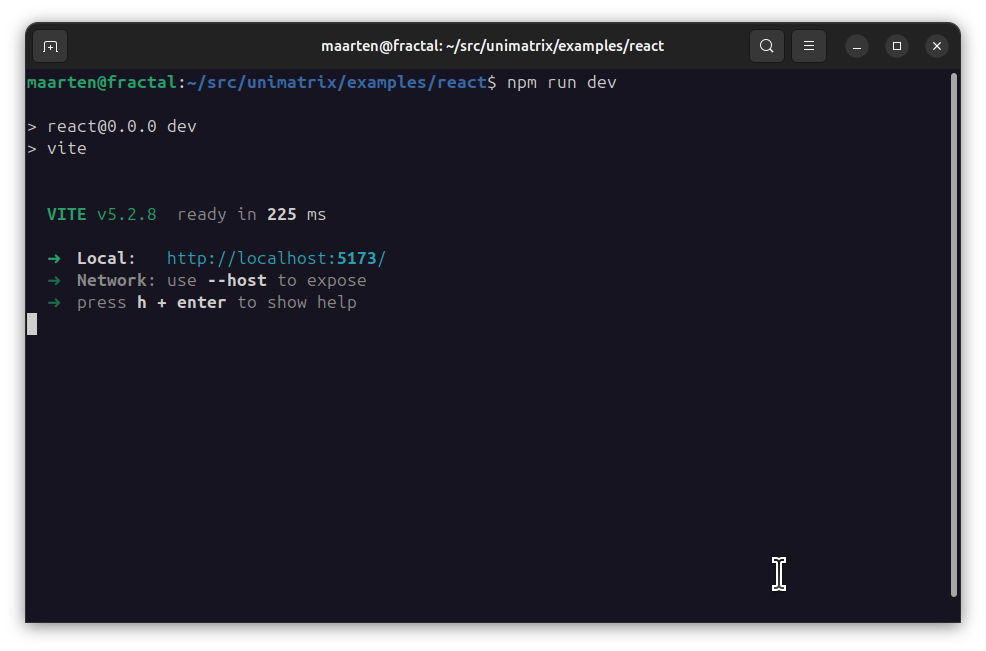 maarten@fractal: ~/src/unimatrix/examples/react
maarten@fractal:~/src/unimatrix/examples/react$ npm run dev
> react@0.0.0 dev
> vite
VITE v5.2.8  ready in 225 ms
➜  Local:   http://localhost:5173/
➜  Network: use --host to expose
➜  press h + enter to show help